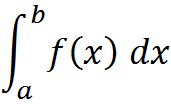 ∫_a^b f(x) dx